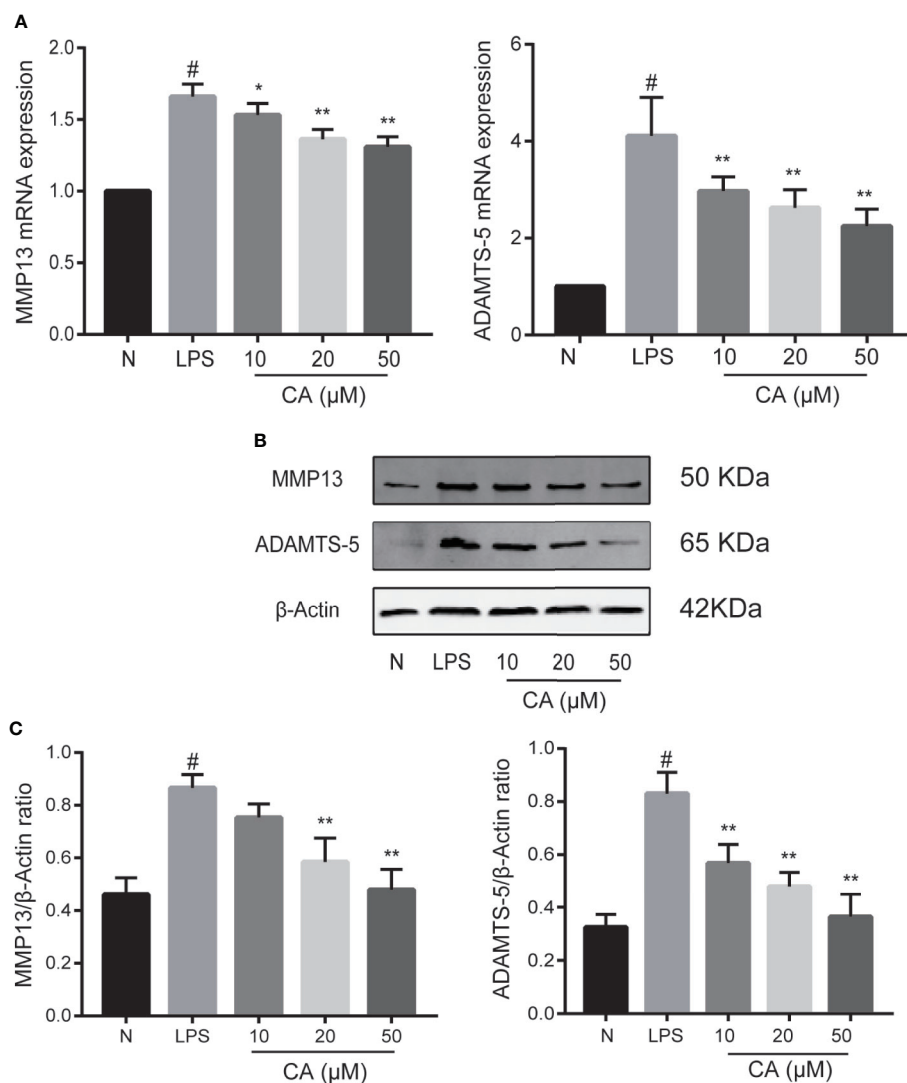 A
MMP13 mRNA expression
2.0
1.5
1.0
0.5
0.0
#
*
**
**
N LPS 10 20 50
CA (μM)
ADAMTS-5 mRNA expression
6
4
2
0
#
**
**
**
N LPS 10 20 50
CA (μM)
B
MMP13 50 KDa
ADAMTS-5 65 KDa
β-Actin 42KDa
N LPS 10 20 50
CA (μM)
C
MMP13/β-Actin ratio
1.0
0.8
0.6
0.4
0.2
0.0
#
**
**
N LPS 10 20 50
CA (μM)
ADAMTS-5/β-Actin ratio
1.0
0.8
0.6
0.4
0.2
0.0
#
**
**
**
N LPS 10 20 50
CA (μM)